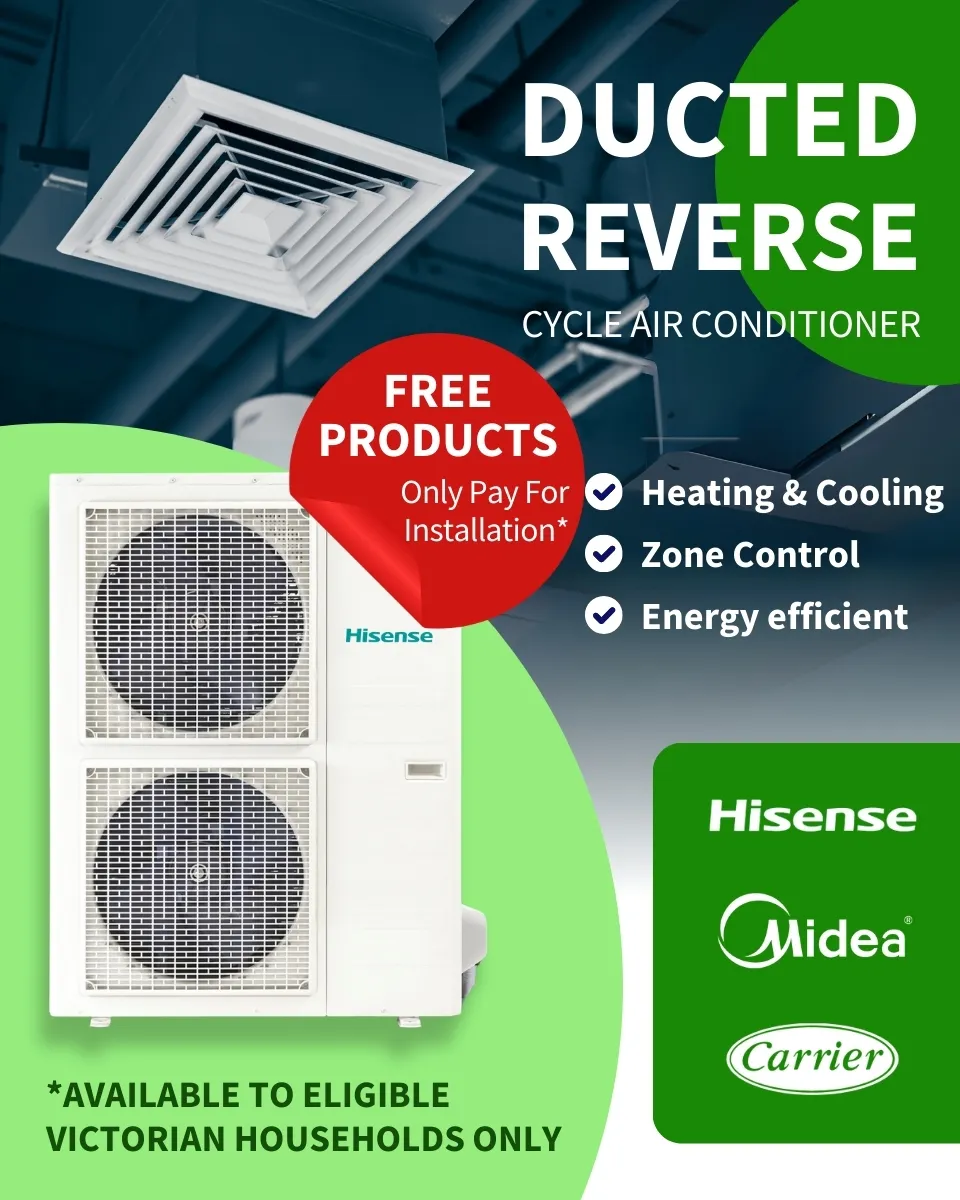 DUCTED
REVERSE
CYCLE AIR CONDITIONER
FREE
PRODUCTS
Only Pay For
Installation*
Heating & Cooling
Zone Control
Energy efficient
Hisense
Hisense
Midea®
Carrier
*AVAILABLE TO ELIGIBLE
VICTORIAN HOUSEHOLDS ONLY